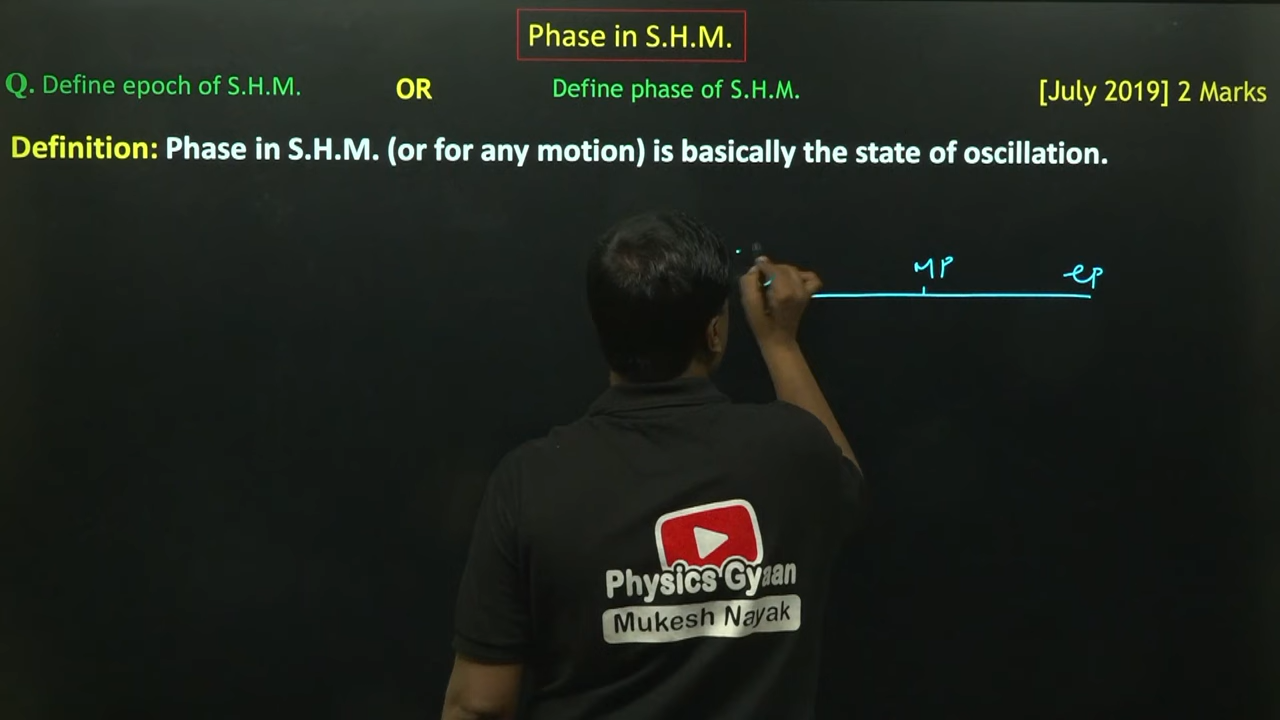 Phase in S.H.M.
Q. Define epoch of S.H.M. OR Define phase of S.H.M. [July 2019] 2 Marks
Definition: Phase in S.H.M. (or for any motion) is basically the state of oscillation.
MP eP
Physics Gyaan
Mukesh Nayak